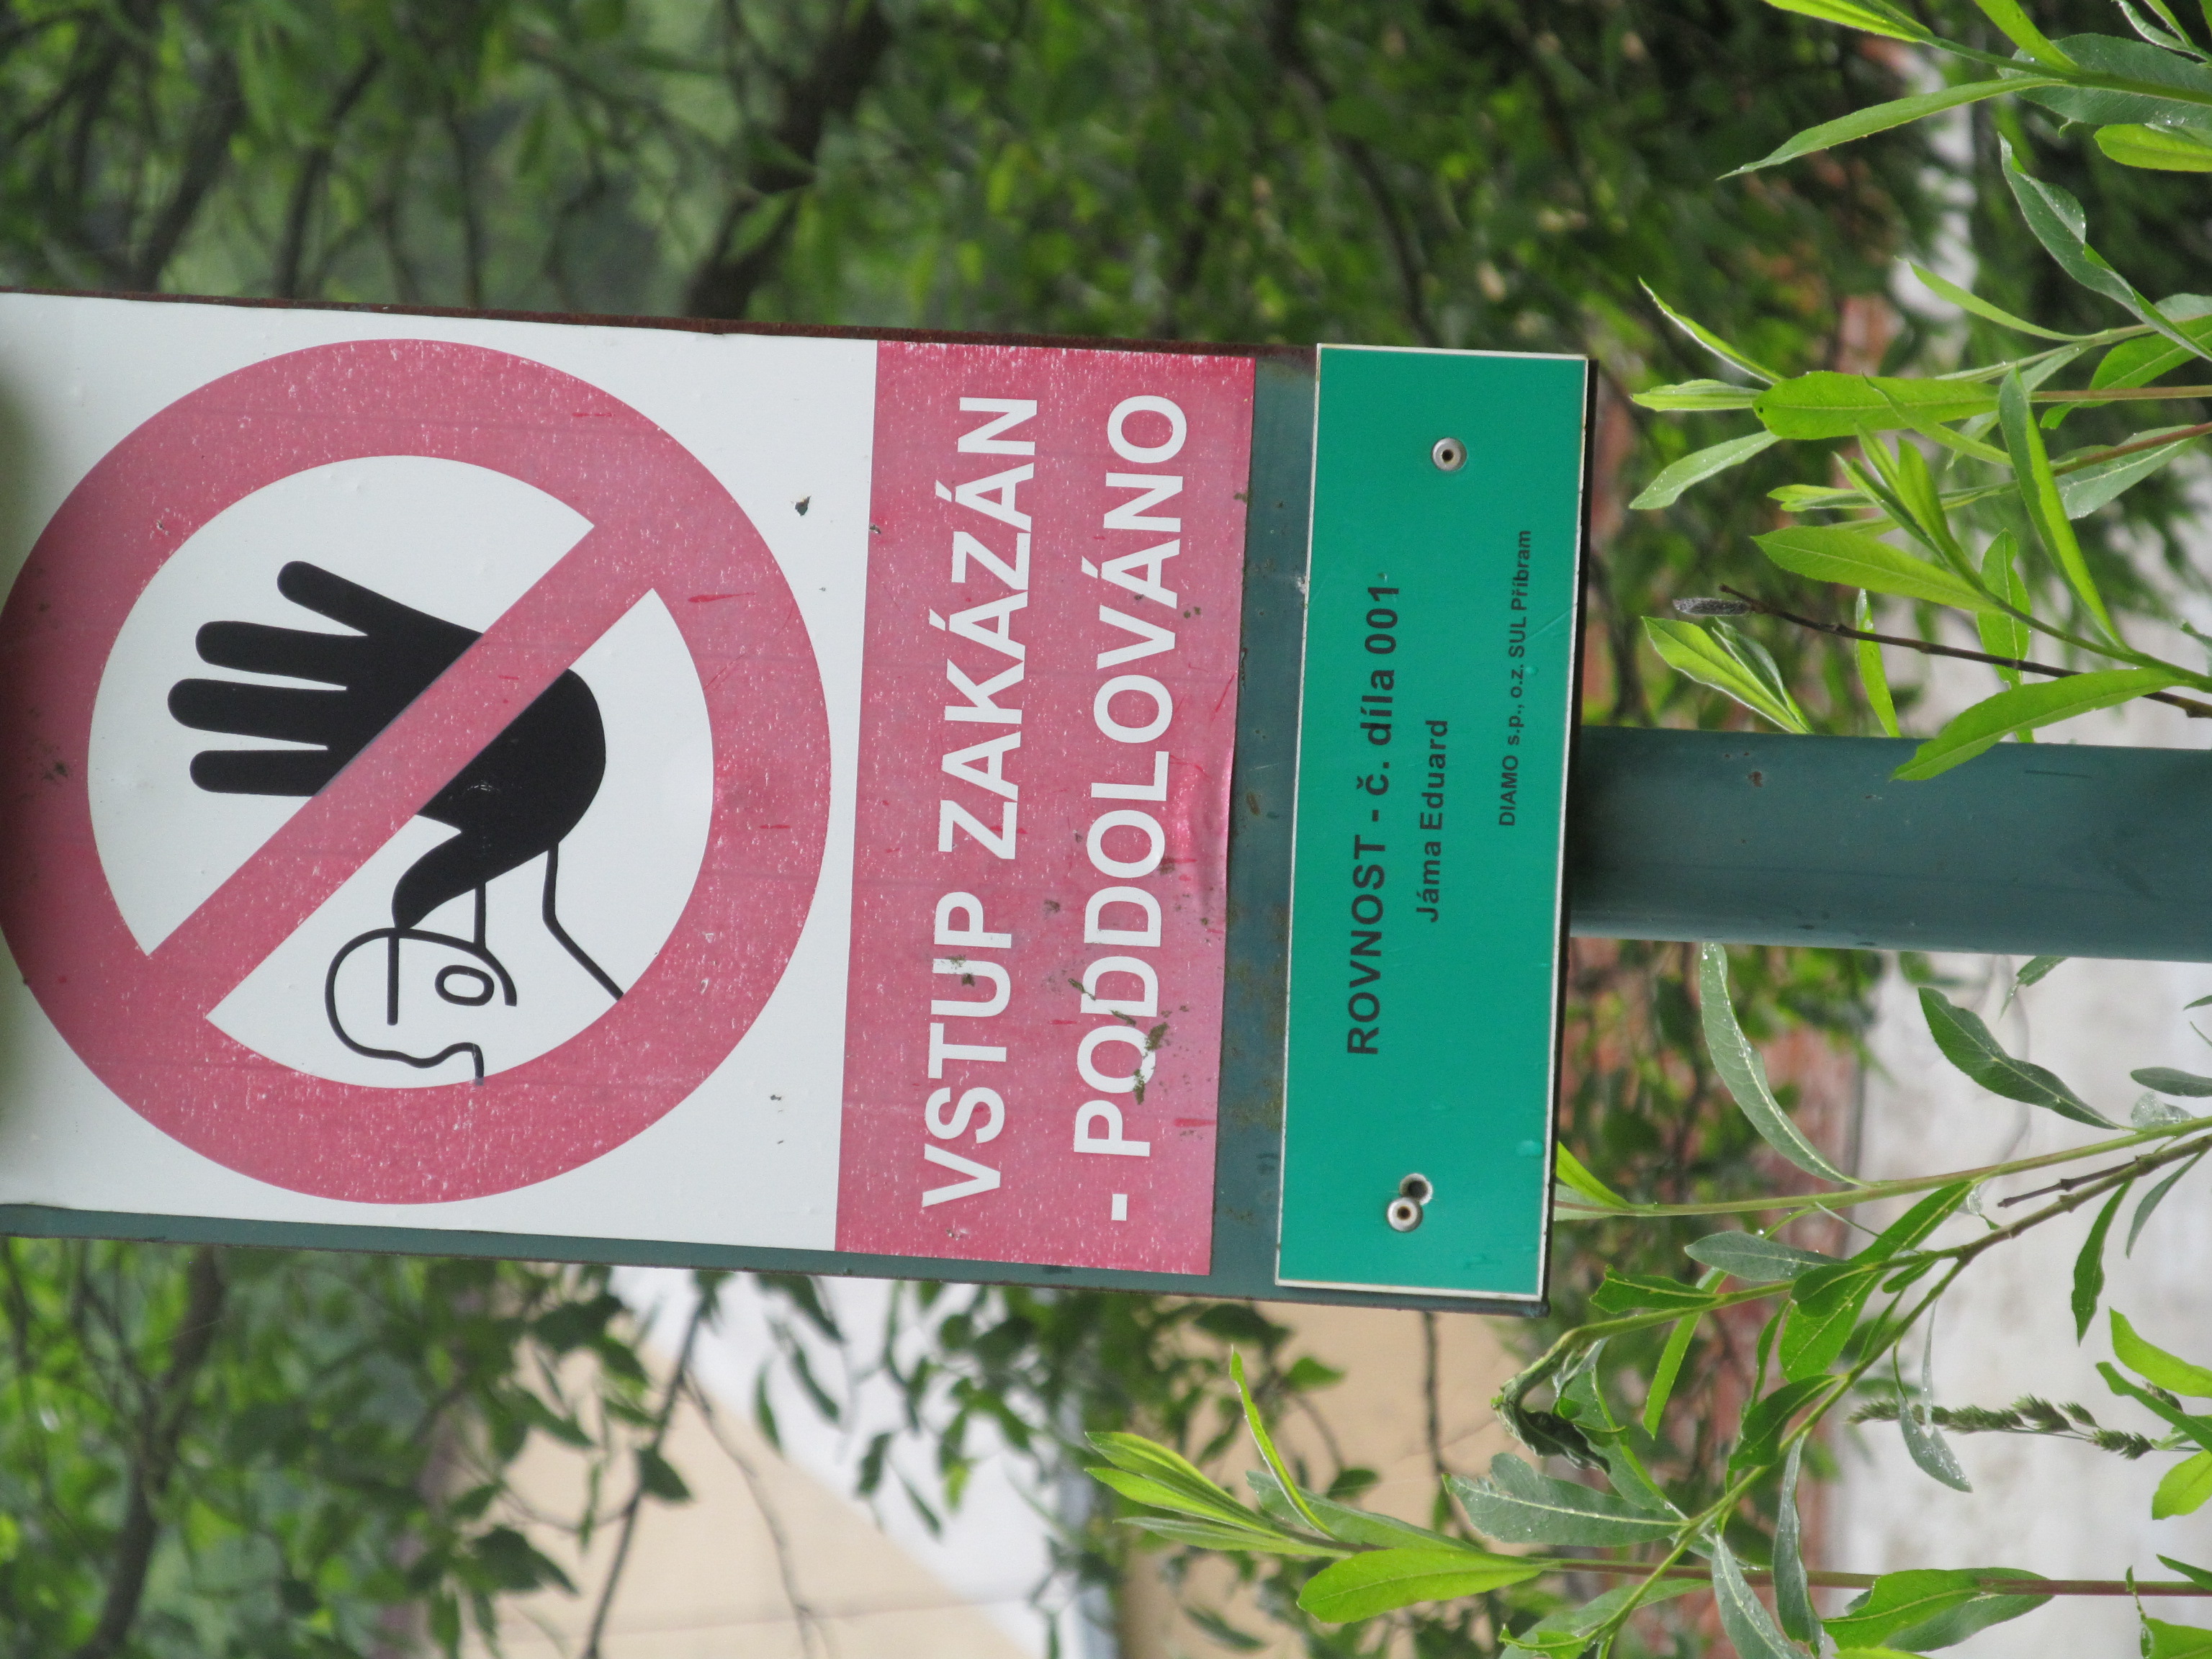 VSTUP ZAKÁZÁN
- PODDOLOVÁNO
ROVNOST - č. díla 001
Jáma Eduard
DIAMO s.p., o.z. SUL Příbram